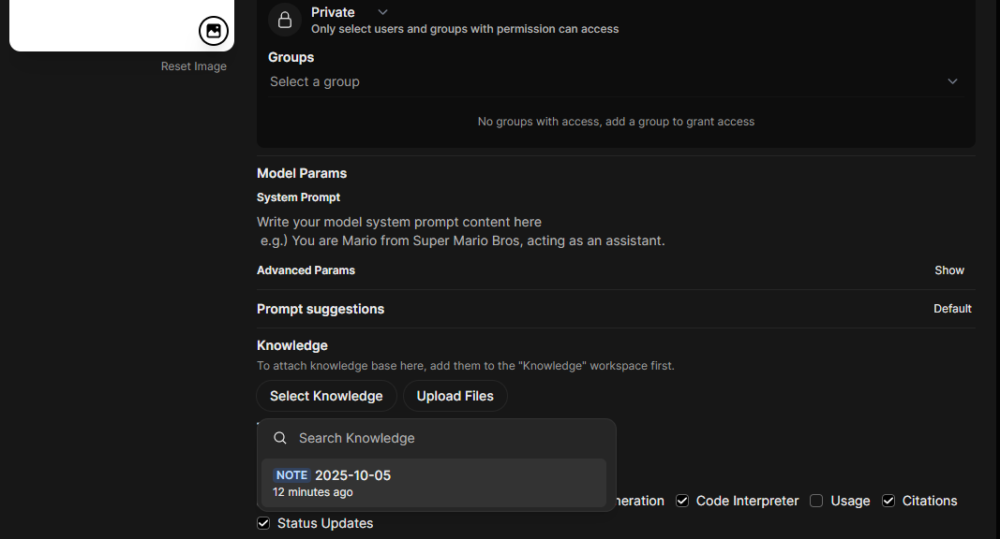 Private
Only select users and groups with permission can access
Reset Image
Groups
Select a group
No groups with access, add a group to grant access
Model Params
System Prompt
Write your model system prompt content here
e.g.) You are Mario from Super Mario Bros, acting as an assistant.
Advanced Params Show
Prompt suggestions Default
Knowledge
To attach knowledge base here, add them to the "Knowledge" workspace first.
Select Knowledge Upload Files
Search Knowledge
NOTE 2025-10-05
12 minutes ago
Code Interpreter Usage Citations
Status Updates